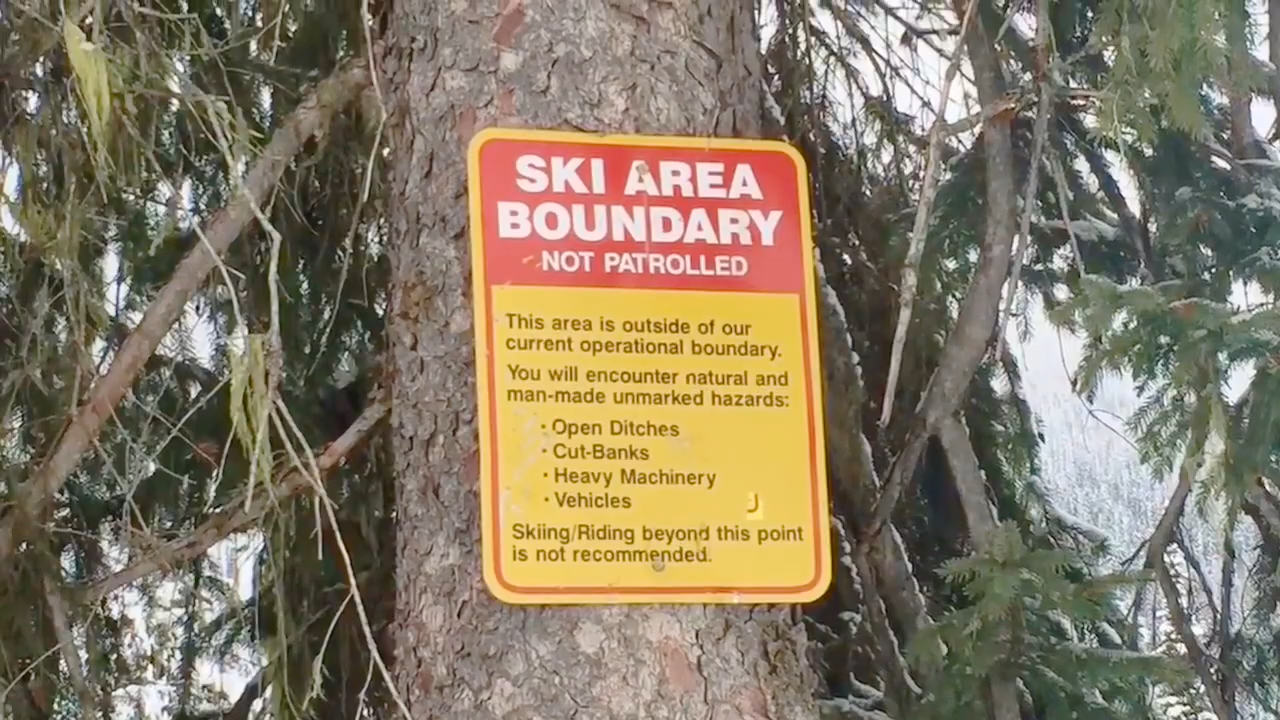 SKI AREA
BOUNDARY
NOT PATROLLED
This area is outside of our
current operational boundary.
You will encounter natural and
man-made unmarked hazards:
• Open Ditches
• Cut-Banks
• Heavy Machinery
• Vehicles
J
Skiing/Riding beyond this point
is not recommended.